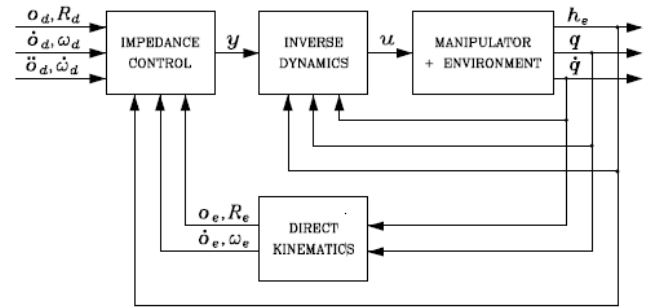 o_d, R_d
ȯ_d, ω_d
ö_d, ω̇_d
IMPEDANCE
CONTROL
y
INVERSE
DYNAMICS
u
MANIPULATOR
+ ENVIRONMENT
h_e
q
q̇
o_e, R_e
ȯ_e, ω_e
DIRECT
KINEMATICS